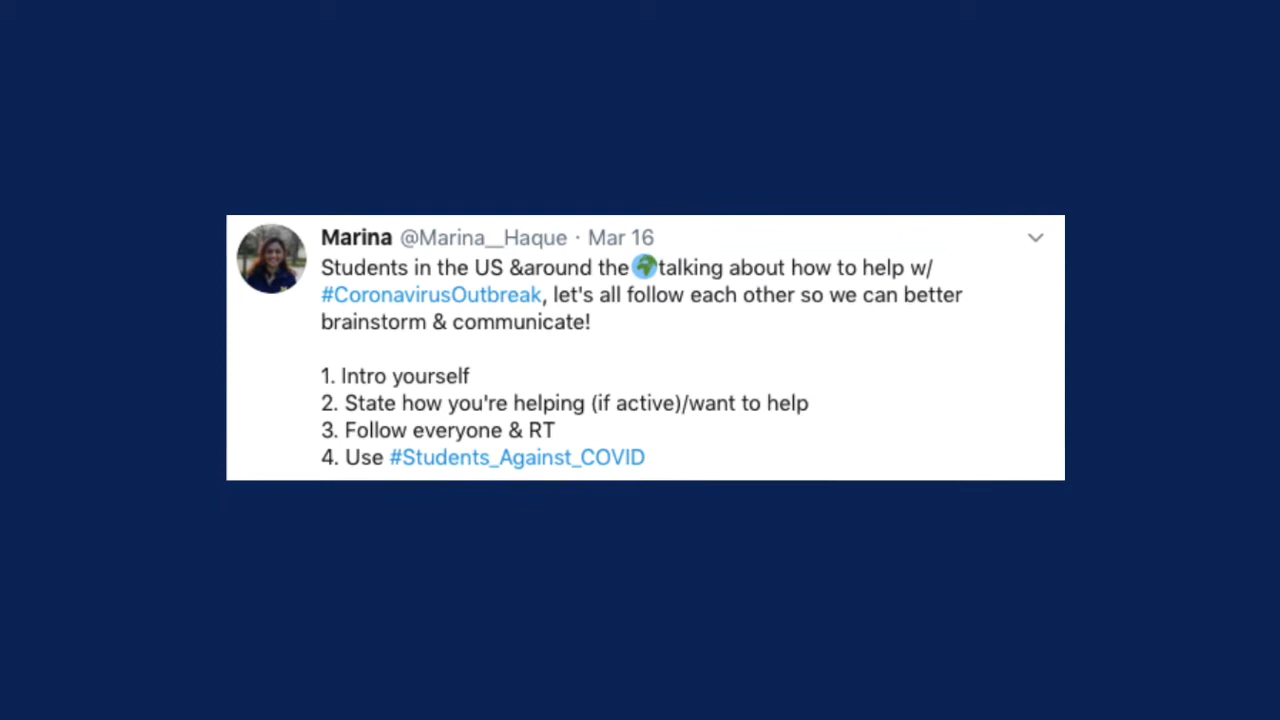 Marina @Marina__Haque · Mar 16
Students in the US &around the🌍talking about how to help w/
#CoronavirusOutbreak, let's all follow each other so we can better
brainstorm & communicate!
1. Intro yourself
2. State how you're helping (if active)/want to help
3. Follow everyone & RT
4. Use #Students_Against_COVID